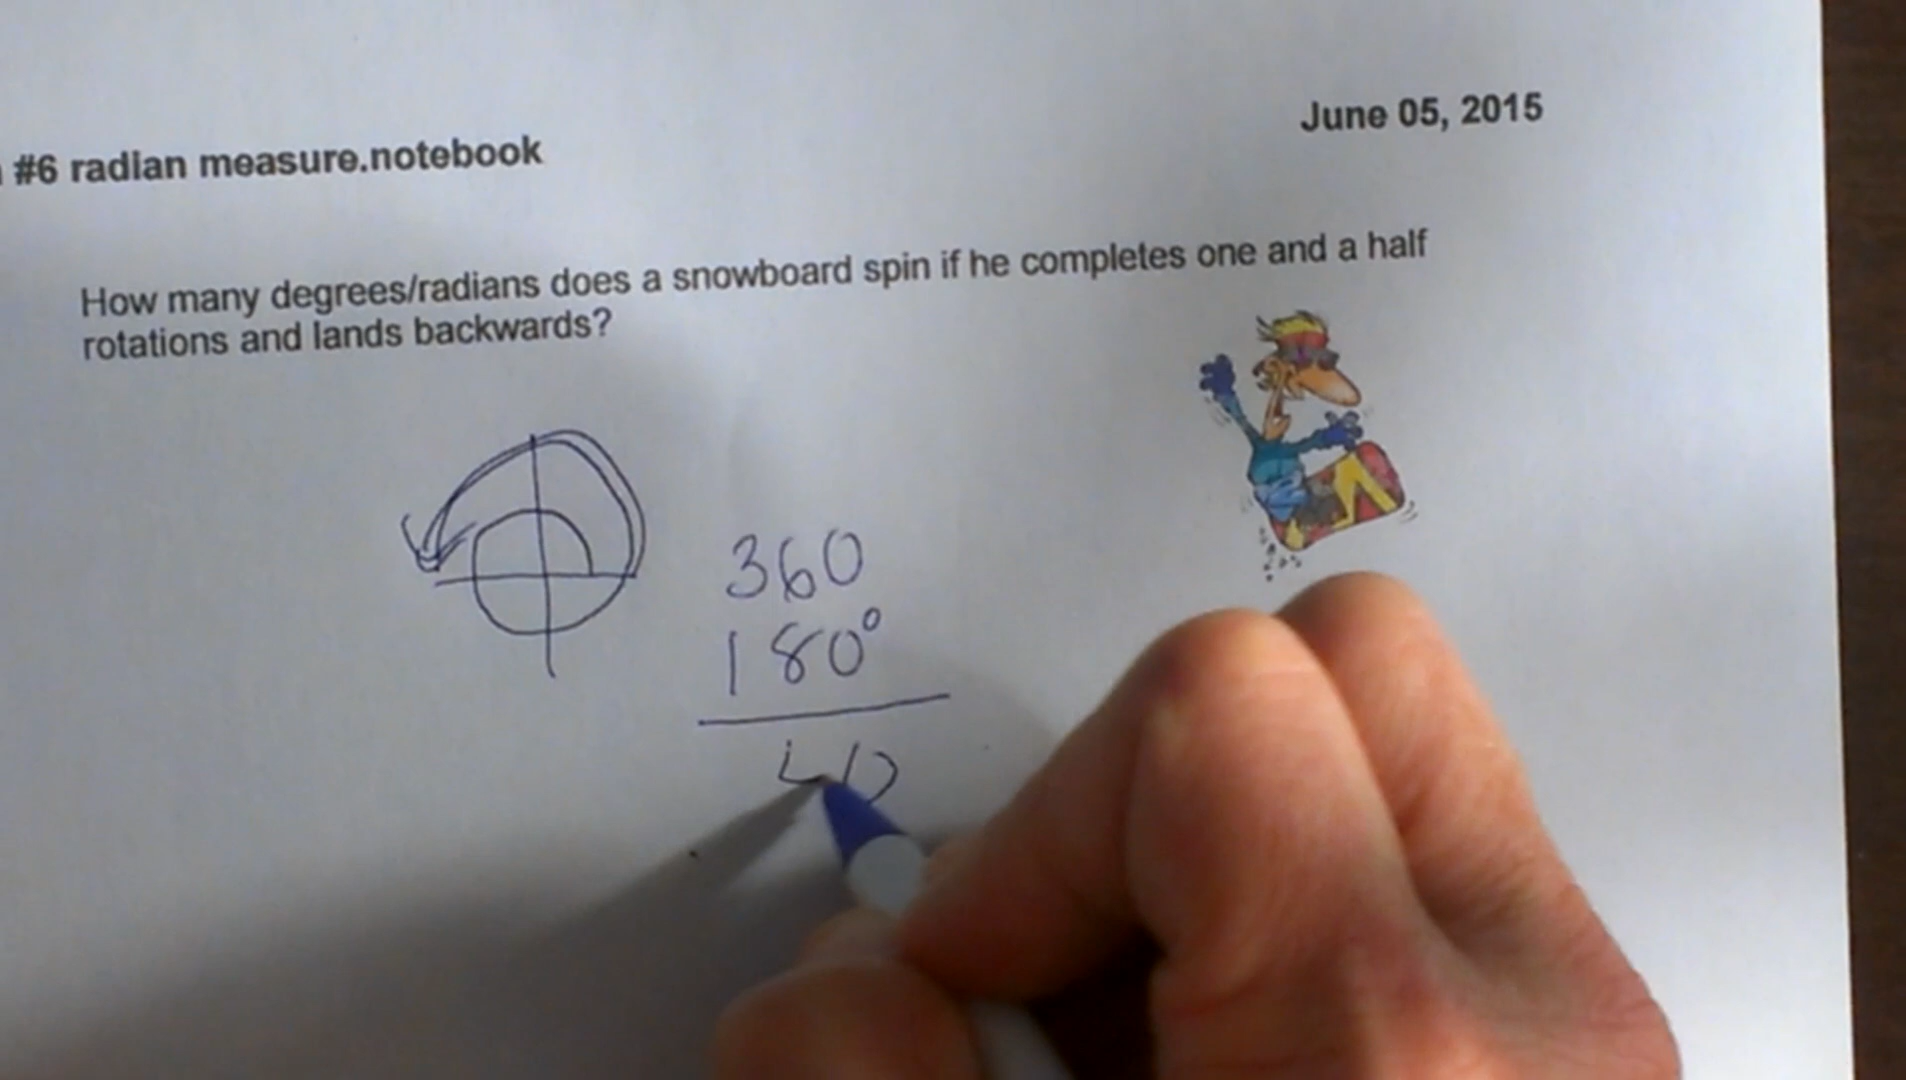 June 05, 2015
#6 radian measure.notebook
How many degrees/radians does a snowboard spin if he completes one and a half
rotations and lands backwards?
360
180°
40